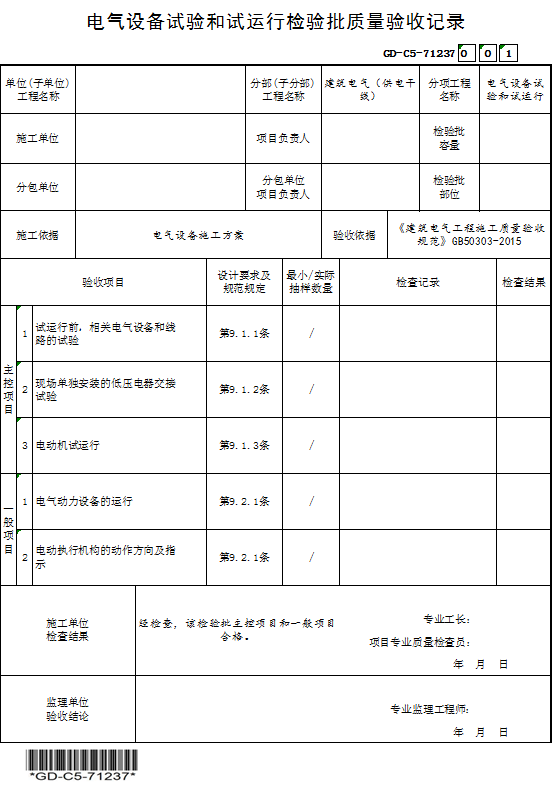 电气设备试验和试运行检验批质量验收记录
GD-C5-71237 0 0 1
单位(子单位)
工程名称
分部(子分部)
工程名称
建筑电气（供电干
线）
分项工程
名称
电气设备试
验和试运行
施工单位
项目负责人
检验批
容量
分包单位
分包单位
项目负责人
检验批
部位
施工依据
电气设备施工方案
验收依据
《建筑电气工程施工质量验收
规范》GB50303-2015
验收项目
设计要求及
规范规定
最小/实际
抽样数量
检查记录
检查结果
主
控
项
目
1
试运行前，相关电气设备和线
路的试验
第9.1.1条
/
2
现场单独安装的低压电器交接
试验
第9.1.2条
/
3
电动机试运行
第9.1.3条
/
一
般
项
目
1
电气动力设备的运行
第9.2.1条
/
2
电动执行机构的动作方向及指
示
第9.2.1条
/
施工单位
检查结果
经检查，该检验批主控项目和一般项目
合格。
专业工长：
项目专业质量检查员：
年 月 日
监理单位
验收结论
专业监理工程师：
年 月 日
*GD-C5-71237*